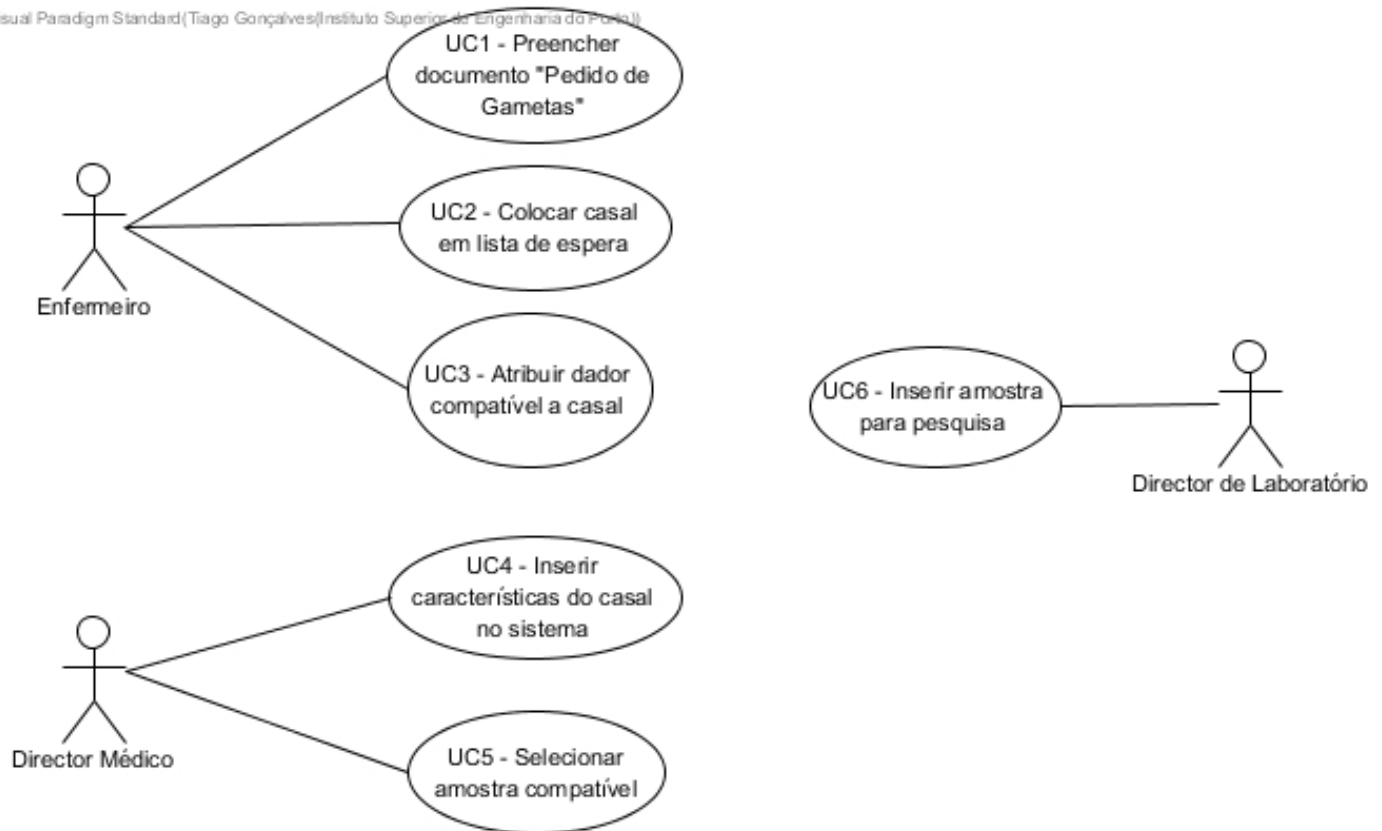 sual Paradigm Standard(Tiago Gonçalves(Instituto Superior de Engenharia do Porto))
UC1 - Preencher
documento "Pedido de
Gametas"
UC2 - Colocar casal
em lista de espera
Enfermeiro
UC3 - Atribuir dador
compatível a casal
UC6 - Inserir amostra
para pesquisa
Director de Laboratório
UC4 - Inserir
características do casal
no sistema
Director Médico
UC5 - Selecionar
amostra compatível